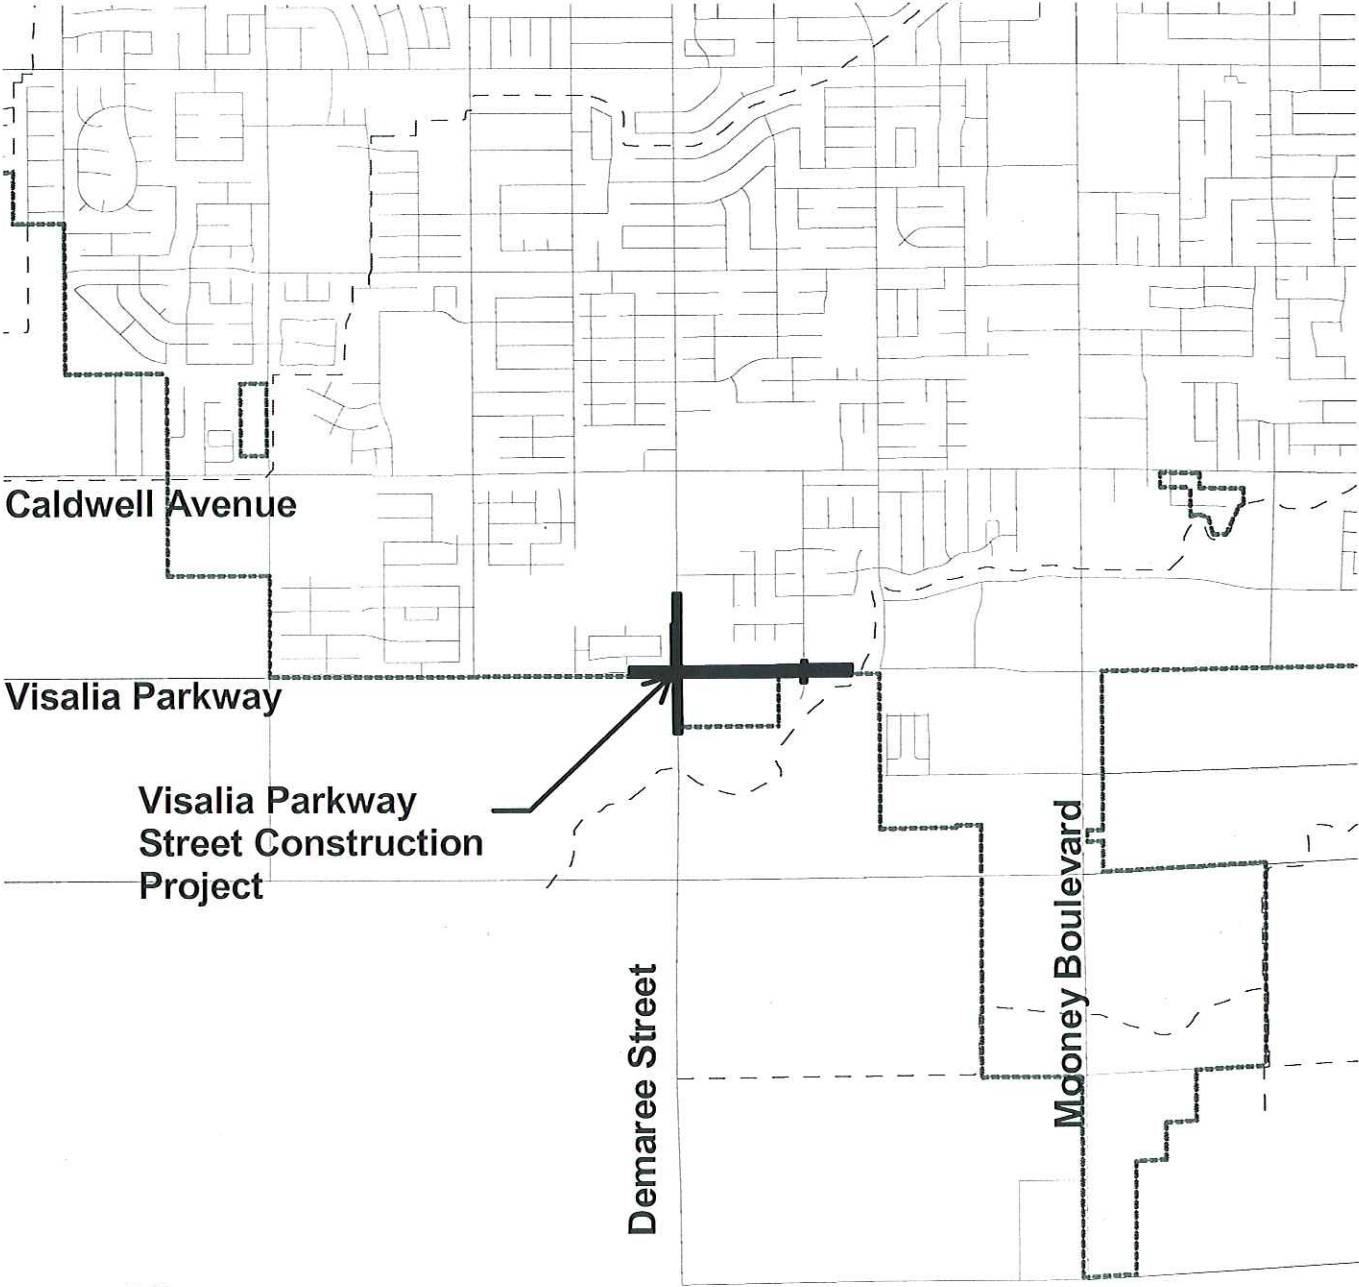 Caldwell Avenue
Visalia Parkway
Visalia Parkway
Street Construction
Project
Mooney Boulevard
Demaree Street